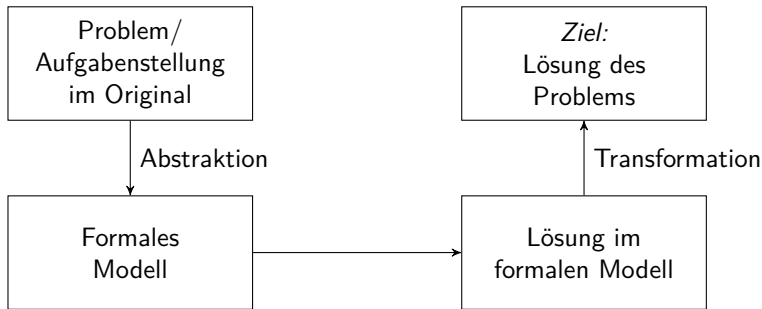 Problem/
Aufgabenstellung
im Original
Ziel:
Lösung des
Problems
Abstraktion
Transformation
Formales
Modell
Lösung im
formalen Modell